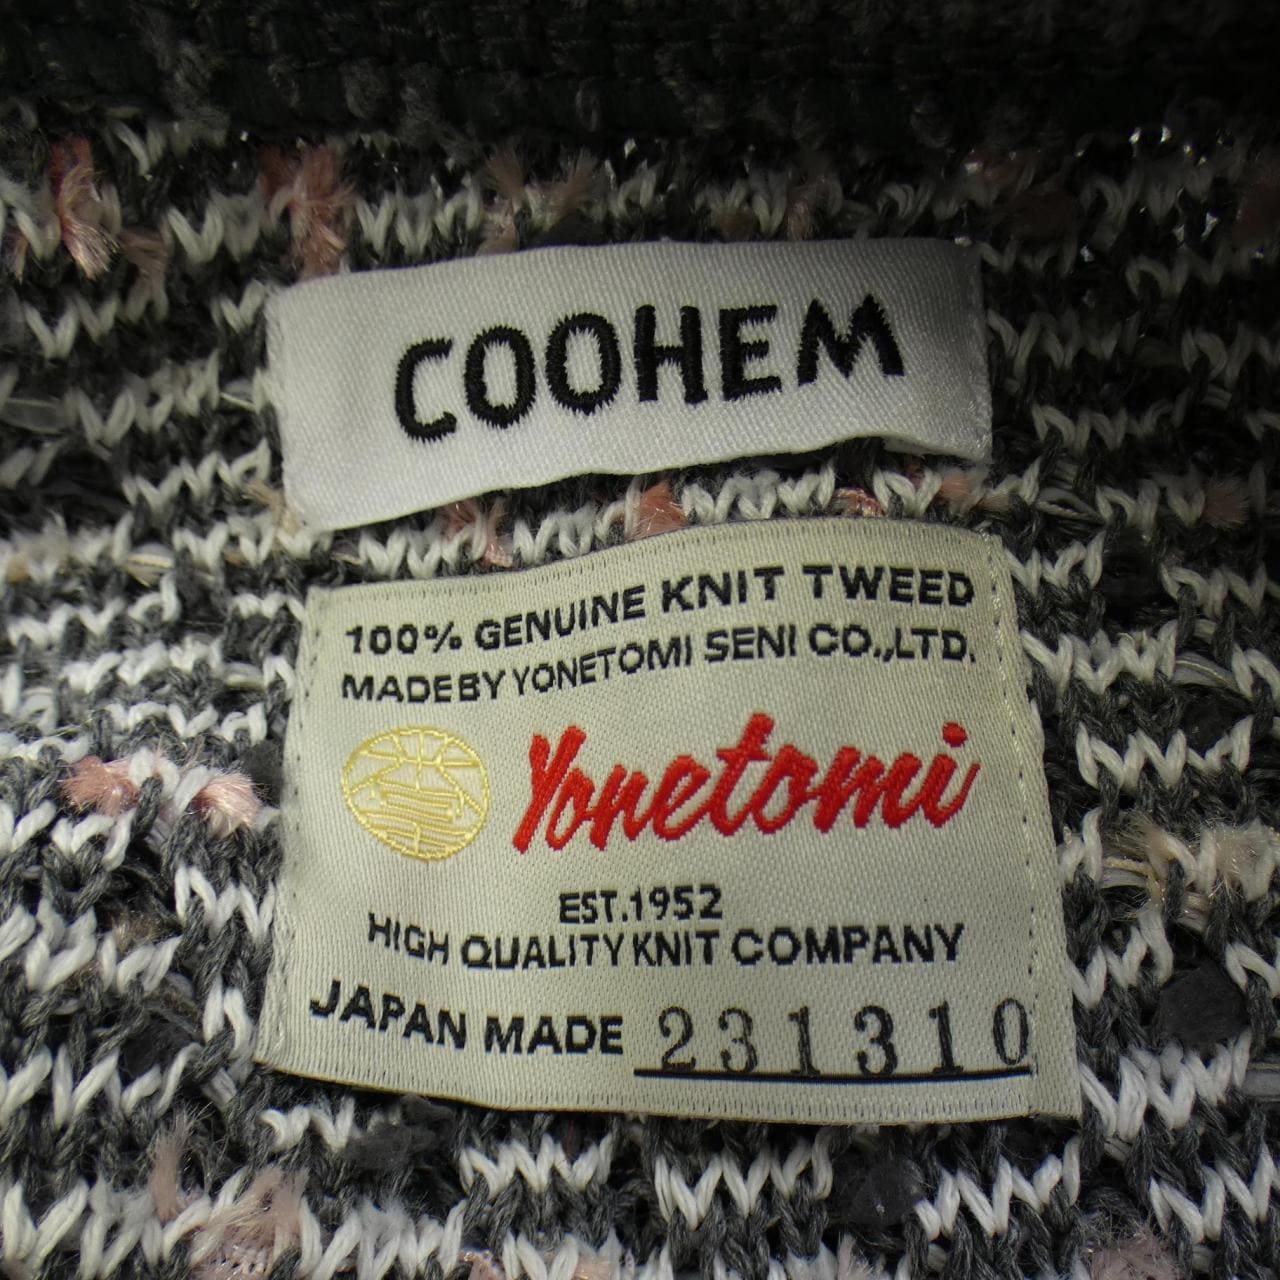 COOHEM
100% GENUINE KNIT TWEED
MADE BY YONETOMI SENI CO.,LTD.
Yonetomi
EST.1952
HIGH QUALITY KNIT COMPANY
JAPAN MADE 231310